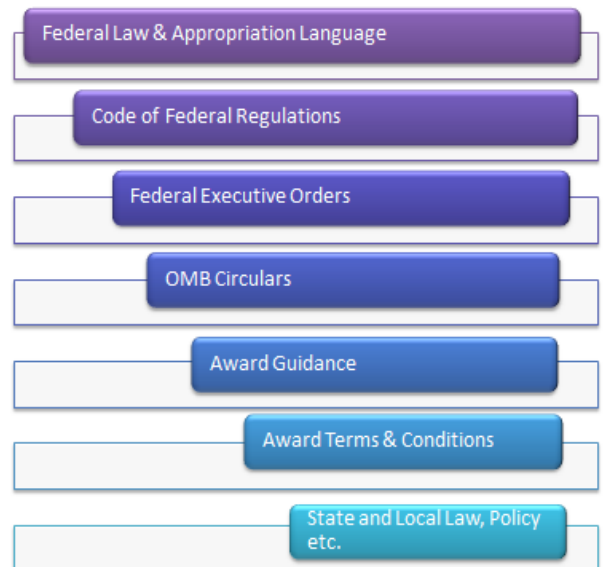 Federal Law & Appropriation Language
Code of Federal Regulations
Federal Executive Orders
OMB Circulars
Award Guidance
Award Terms & Conditions
State and Local Law, Policy
etc.